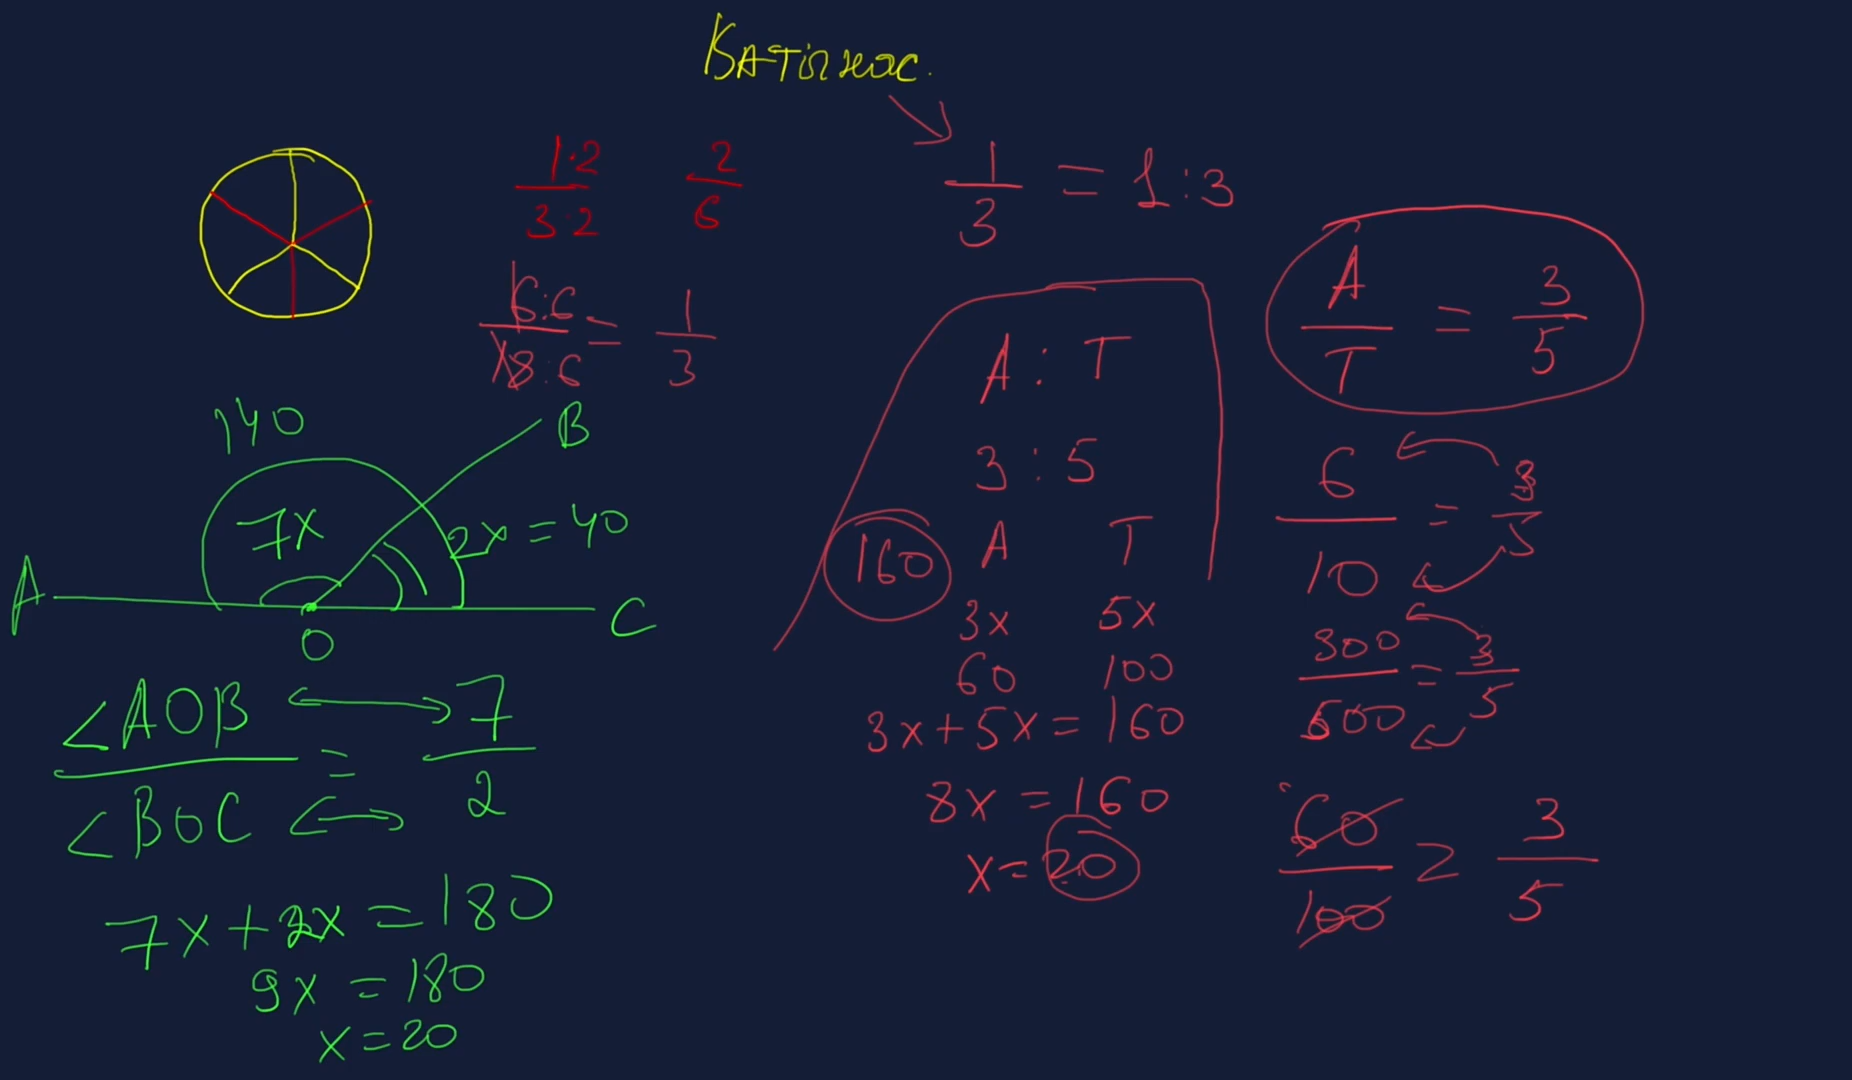 Катнаас.
1·2/3·2 2/6
1/3 = 1:3
6:6/18:6 = 1/3
A/T = 3/5
A : T
3 : 5
160
A T
3x 5x
60 100
3x+5x=160
8x=160
x=20
6/10 = 3/5
300/500 = 3/5
60/100 = 3/5
140
B
7x
2x=40
A
C
O
∠AOB/∠BOC = 7/2
7x+2x=180
9x=180
x=20